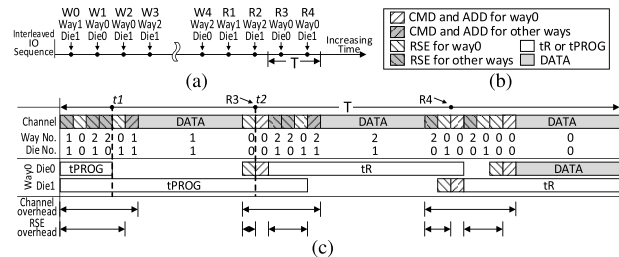 W0 W1 W2 W3 W4 R1 R2 R3 R4
Interleaved Way1 Way0 Way1 Way2 Way2 Way1 Way2 Way0 Way0 Increasing
IO Die1 Die0 Die1 Die1 Die0 Die1 Die1 Die0 Die1 Time
Sequence
T
(a)
CMD and ADD for way0
CMD and ADD for other ways
RSE for way0 tR or tPROG
RSE for other ways DATA
(b)
t1 R3 t2 T R4
Channel DATA DATA
Way No. 1 0 2 2 0 1 1 0 0 2 0 2 2 2 0 0 2 0 0 0 0
Die No. 1 0 1 0 1 1 1 0 0 1 1 1 1 0 1 1 0 0 0 0
Way0 Die0 tPROG tR DATA
Die1 tPROG tR
Channel
overhead
RSE
overhead
(c)